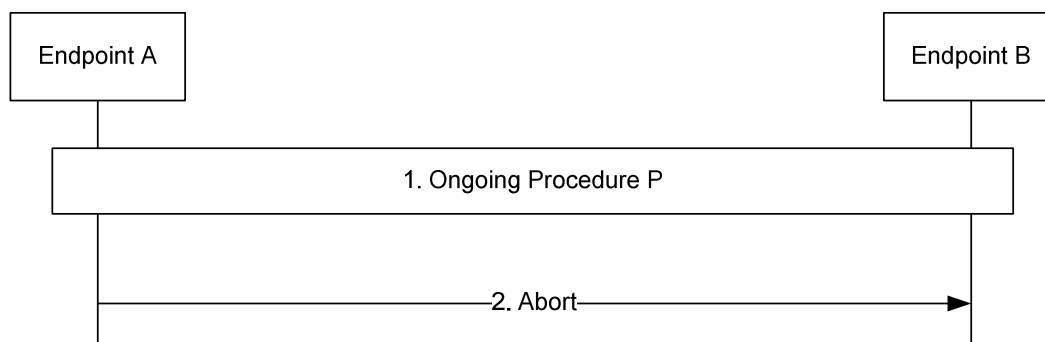 Endpoint A
Endpoint B
1. Ongoing Procedure P
2. Abort